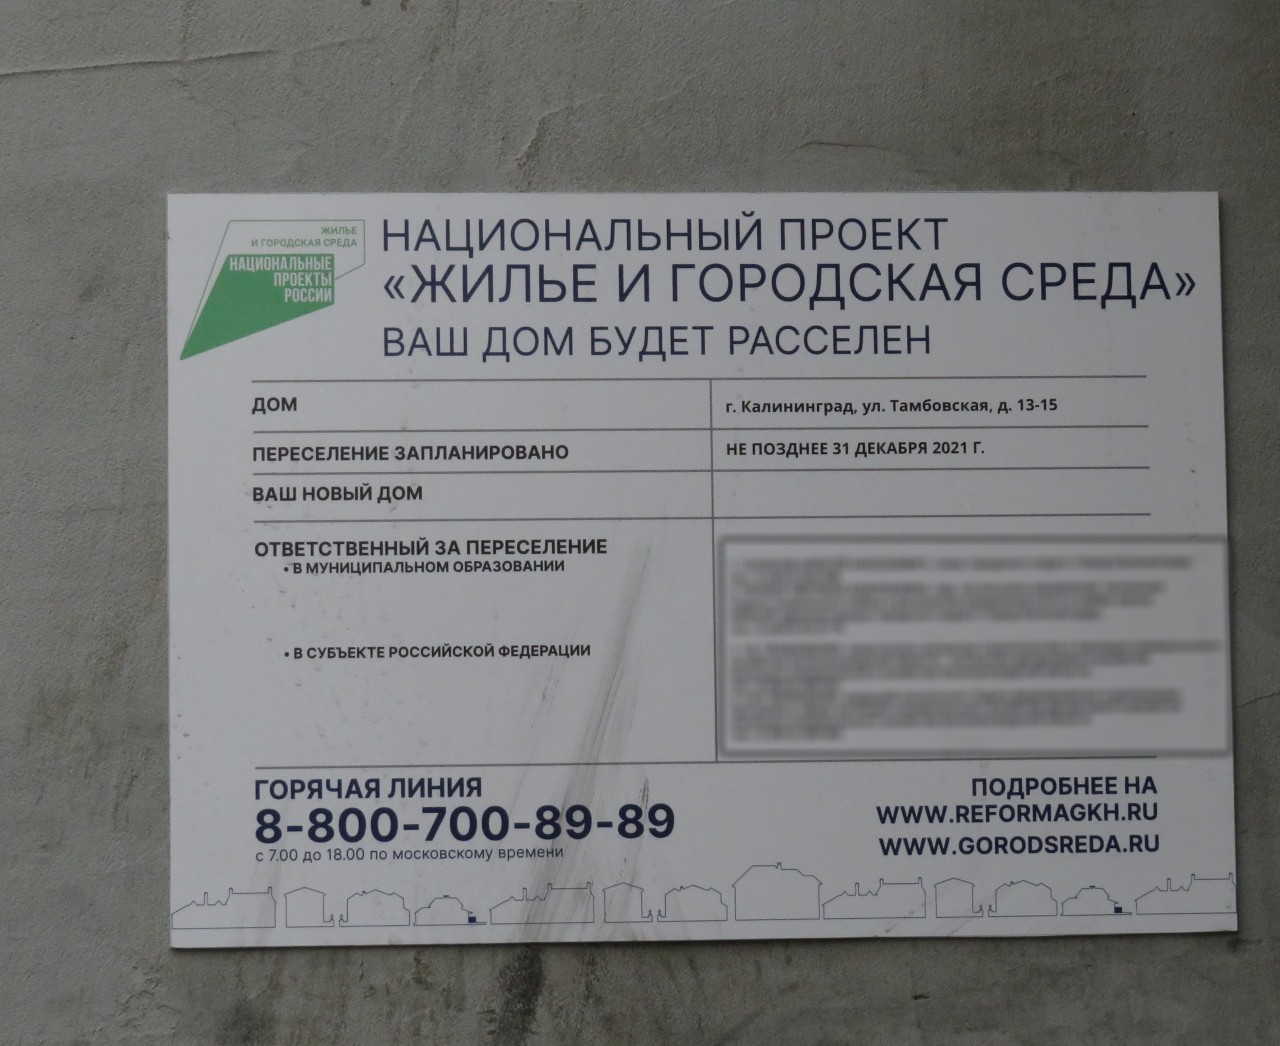 ЖИЛЬЕ
И ГОРОДСКАЯ СРЕДА
НАЦИОНАЛЬНЫЕ
ПРОЕКТЫ
РОССИИ
НАЦИОНАЛЬНЫЙ ПРОЕКТ
«ЖИЛЬЕ И ГОРОДСКАЯ СРЕДА»
ВАШ ДОМ БУДЕТ РАССЕЛЕН
ДОМ
г. Калининград, ул. Тамбовская, д. 13-15
ПЕРЕСЕЛЕНИЕ ЗАПЛАНИРОВАНО
НЕ ПОЗДНЕЕ 31 ДЕКАБРЯ 2021 Г.
ВАШ НОВЫЙ ДОМ
ОТВЕТСТВЕННЫЙ ЗА ПЕРЕСЕЛЕНИЕ
• В МУНИЦИПАЛЬНОМ ОБРАЗОВАНИИ
• В СУБЪЕКТЕ РОССИЙСКОЙ ФЕДЕРАЦИИ
ГОРЯЧАЯ ЛИНИЯ
8-800-700-89-89
с 7.00 до 18.00 по московскому времени
ПОДРОБНЕЕ НА
WWW.REFORMAGKH.RU
WWW.GORODSREDA.RU